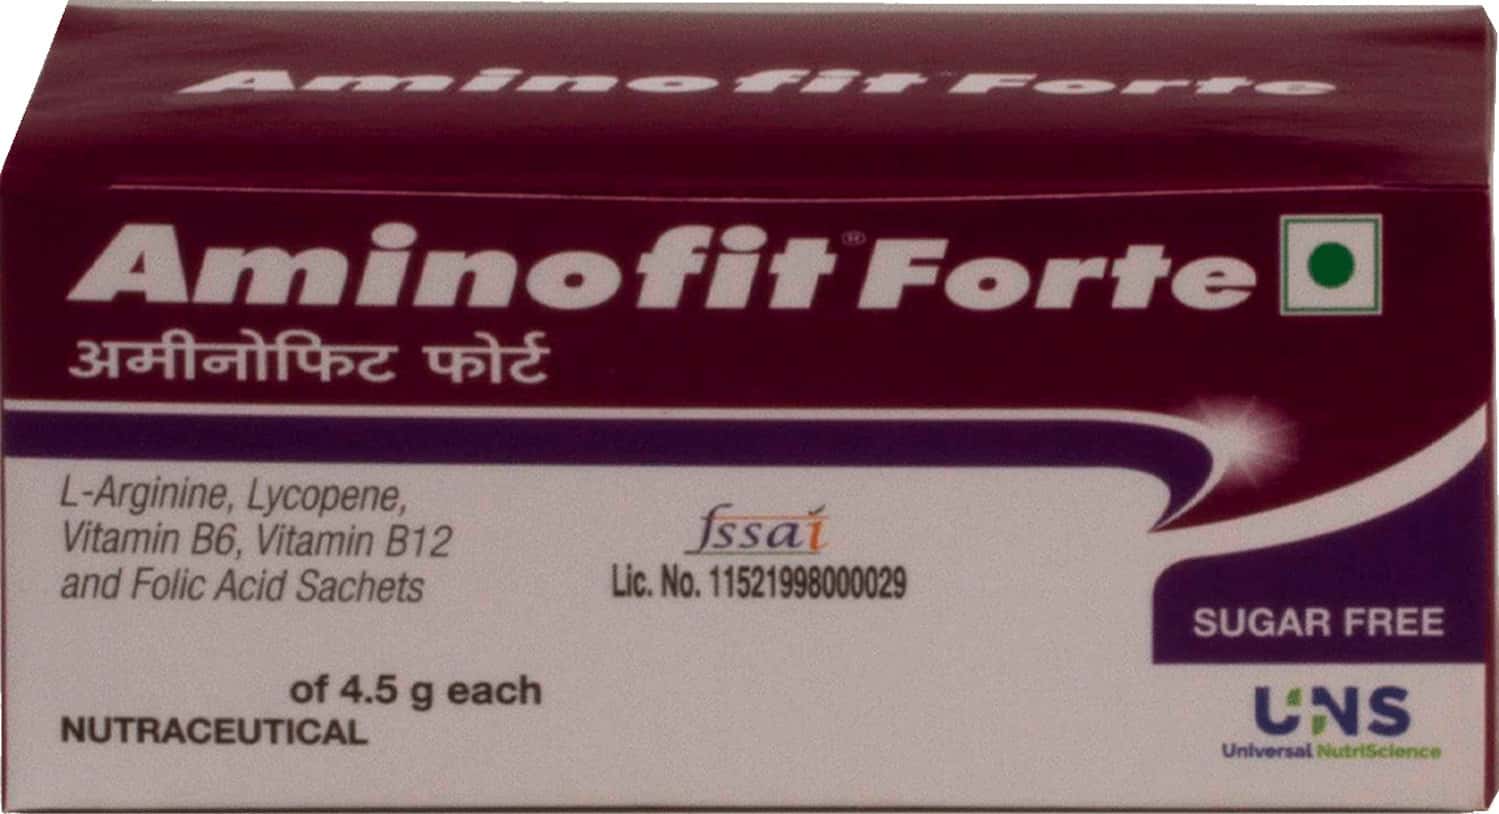 Aminofit Forte
Aminofit® Forte
अमीनोफिट फोर्ट
L-Arginine, Lycopene,
Vitamin B6, Vitamin B12
and Folic Acid Sachets
fssai
Lic. No. 11521998000029
of 4.5 g each
NUTRACEUTICAL
SUGAR FREE
UNS
Universal NutriScience